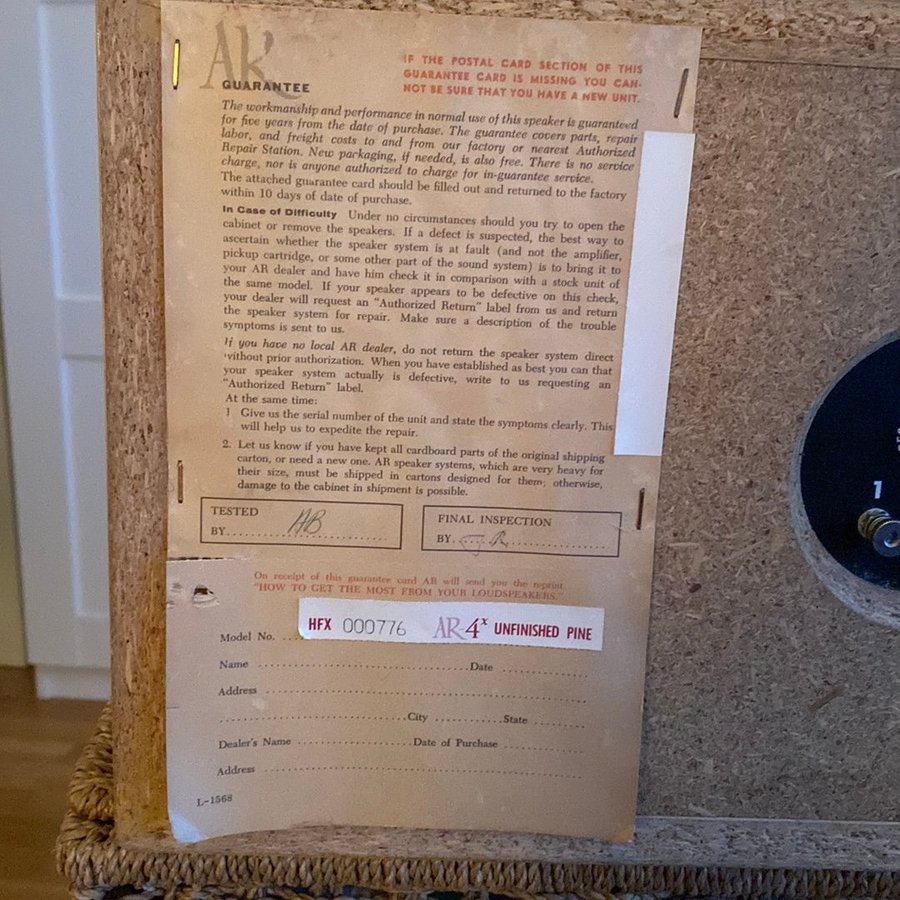 AR
GUARANTEE
IF THE POSTAL CARD SECTION OF THIS
GUARANTEE CARD IS MISSING YOU CAN-
NOT BE SURE THAT YOU HAVE A NEW UNIT.
The workmanship and performance in normal use of this speaker is guaranteed
for five years from the date of purchase. The guarantee covers parts, repair
labor, and freight costs to and from our factory or nearest Authorized
Repair Station. New packaging, if needed, is also free. There is no service
charge, nor is anyone authorized to charge for in-guarantee service.
The attached guarantee card should be filled out and returned to the factory
within 10 days of date of purchase.
In Case of Difficulty Under no circumstances should you try to open the
cabinet or remove the speakers. If a defect is suspected, the best way to
ascertain whether the speaker system is at fault (and not the amplifier,
pickup cartridge, or some other part of the sound system) is to bring it to
your AR dealer and have him check it in comparison with a stock unit of
the same model. If your speaker appears to be defective on this check,
your dealer will request an "Authorized Return" label from us and return
the speaker system for repair. Make sure a description of the trouble
symptoms is sent to us.
If you have no local AR dealer, do not return the speaker system direct
without prior authorization. When you have established as best you can that
your speaker system actually is defective, write to us requesting an
"Authorized Return" label.
At the same time:
1 Give us the serial number of the unit and state the symptoms clearly. This
will help us to expedite the repair.
2. Let us know if you have kept all cardboard parts of the original shipping
carton, or need a new one. AR speaker systems, which are very heavy for
their size, must be shipped in cartons designed for them; otherwise,
damage to the cabinet in shipment is possible.
TESTED
BY. AB
FINAL INSPECTION
BY.
1
On receipt of this guarantee card AR will send you the reprint
"HOW TO GET THE MOST FROM YOUR LOUDSPEAKERS."
Model No. HFX 000776 AR-4x UNFINISHED PINE
Name Date
Address
City State
Dealer's Name Date of Purchase
Address
L-1568